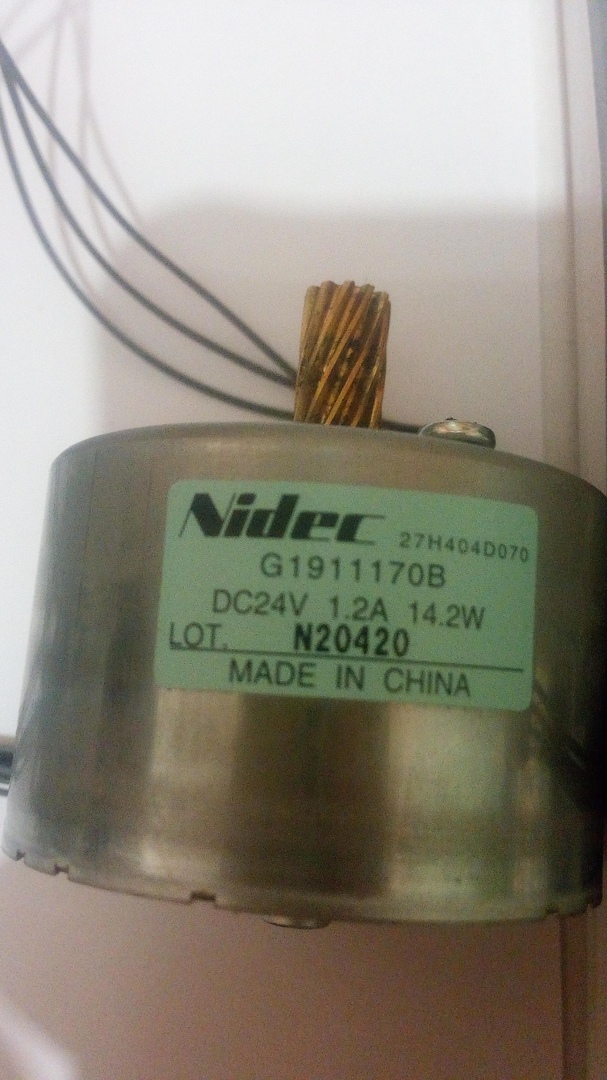 Nidec 27H404D070
G1911170B
DC24V 1.2A 14.2W
LOT. N20420
MADE IN CHINA